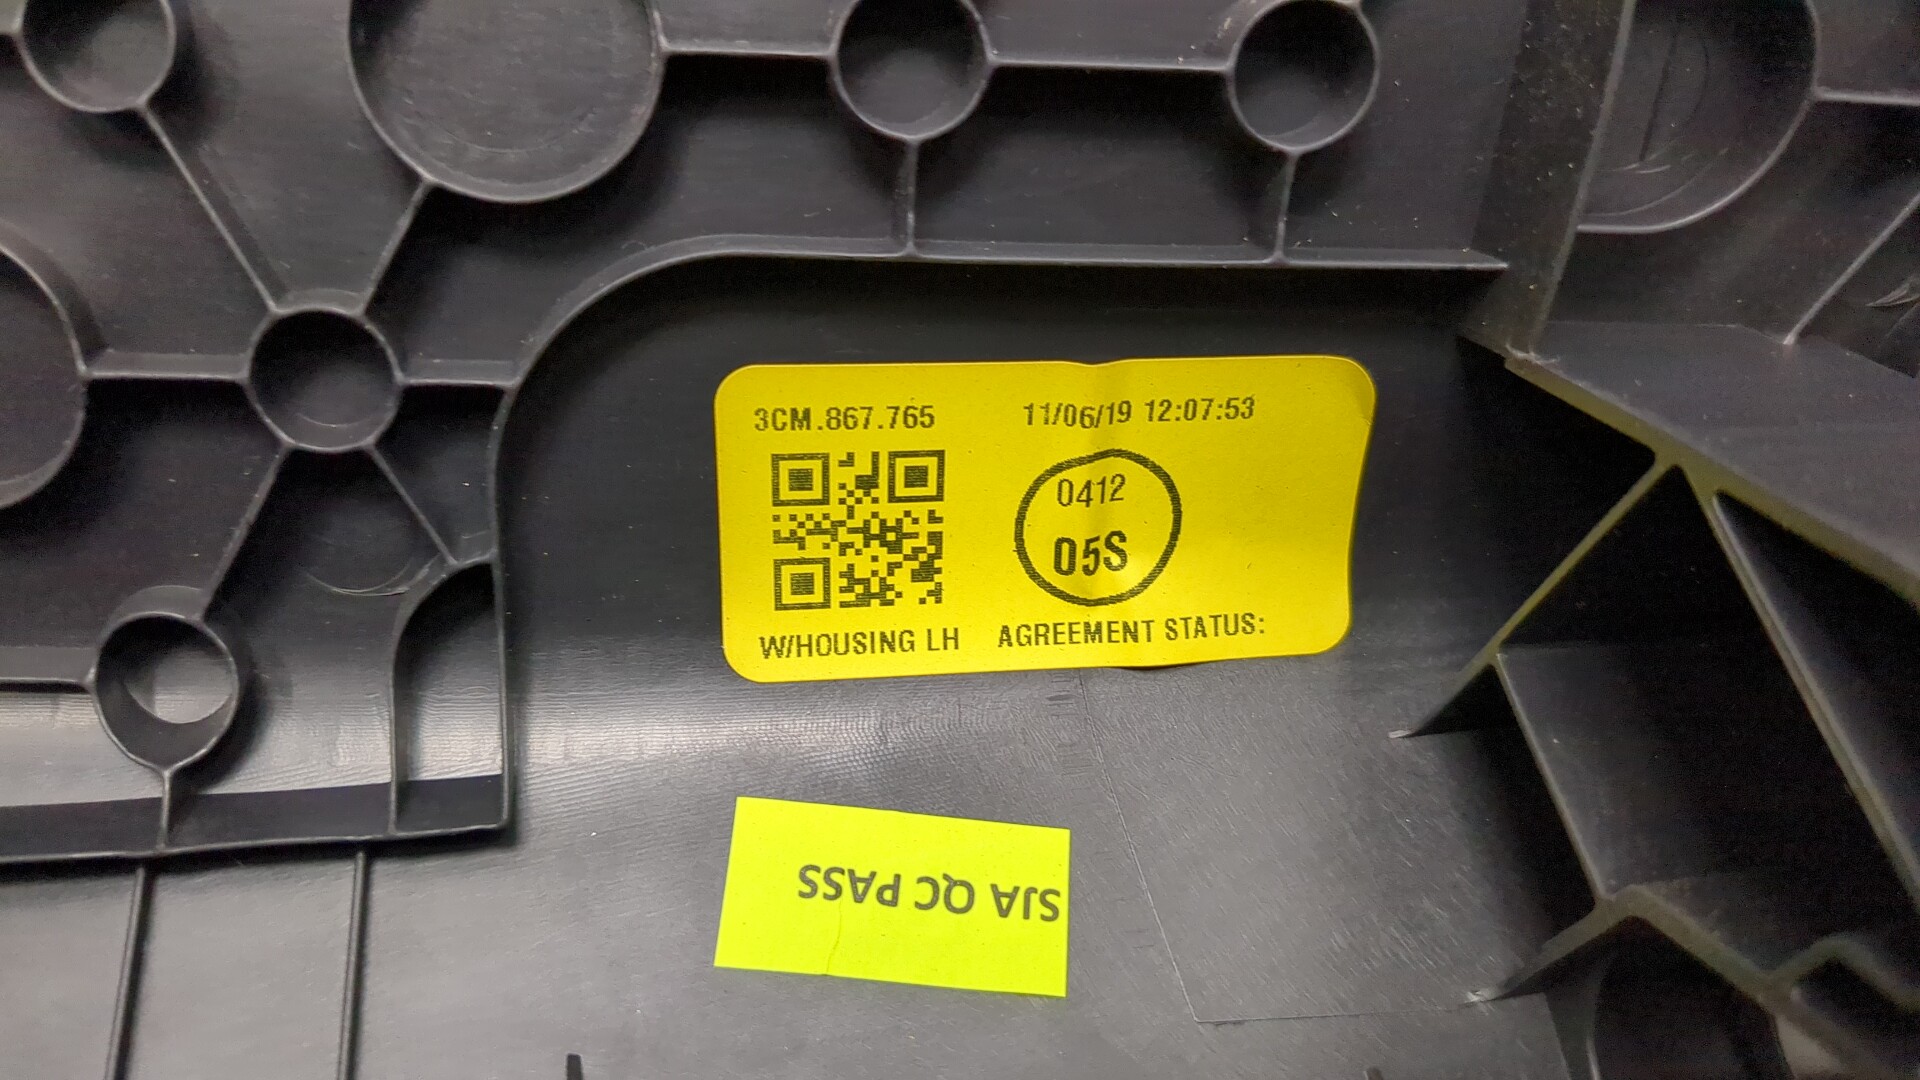 3CM.867.765
11/06/19 12:07:53
0412
05S
W/HOUSING LH
AGREEMENT STATUS:
SJA QC PASS